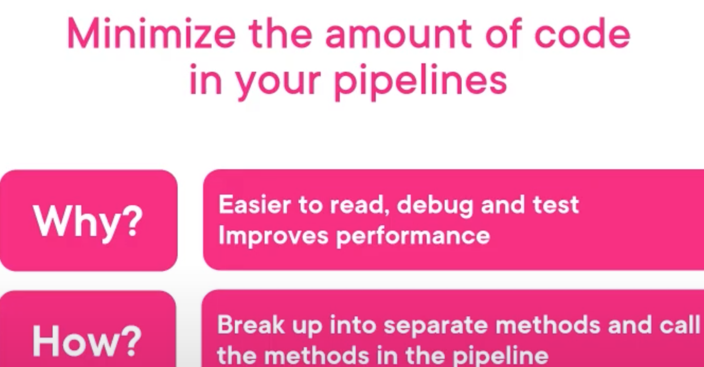 Minimize the amount of code
in your pipelines
Why?
Easier to read, debug and test
Improves performance
How?
Break up into separate methods and call
the methods in the pipeline